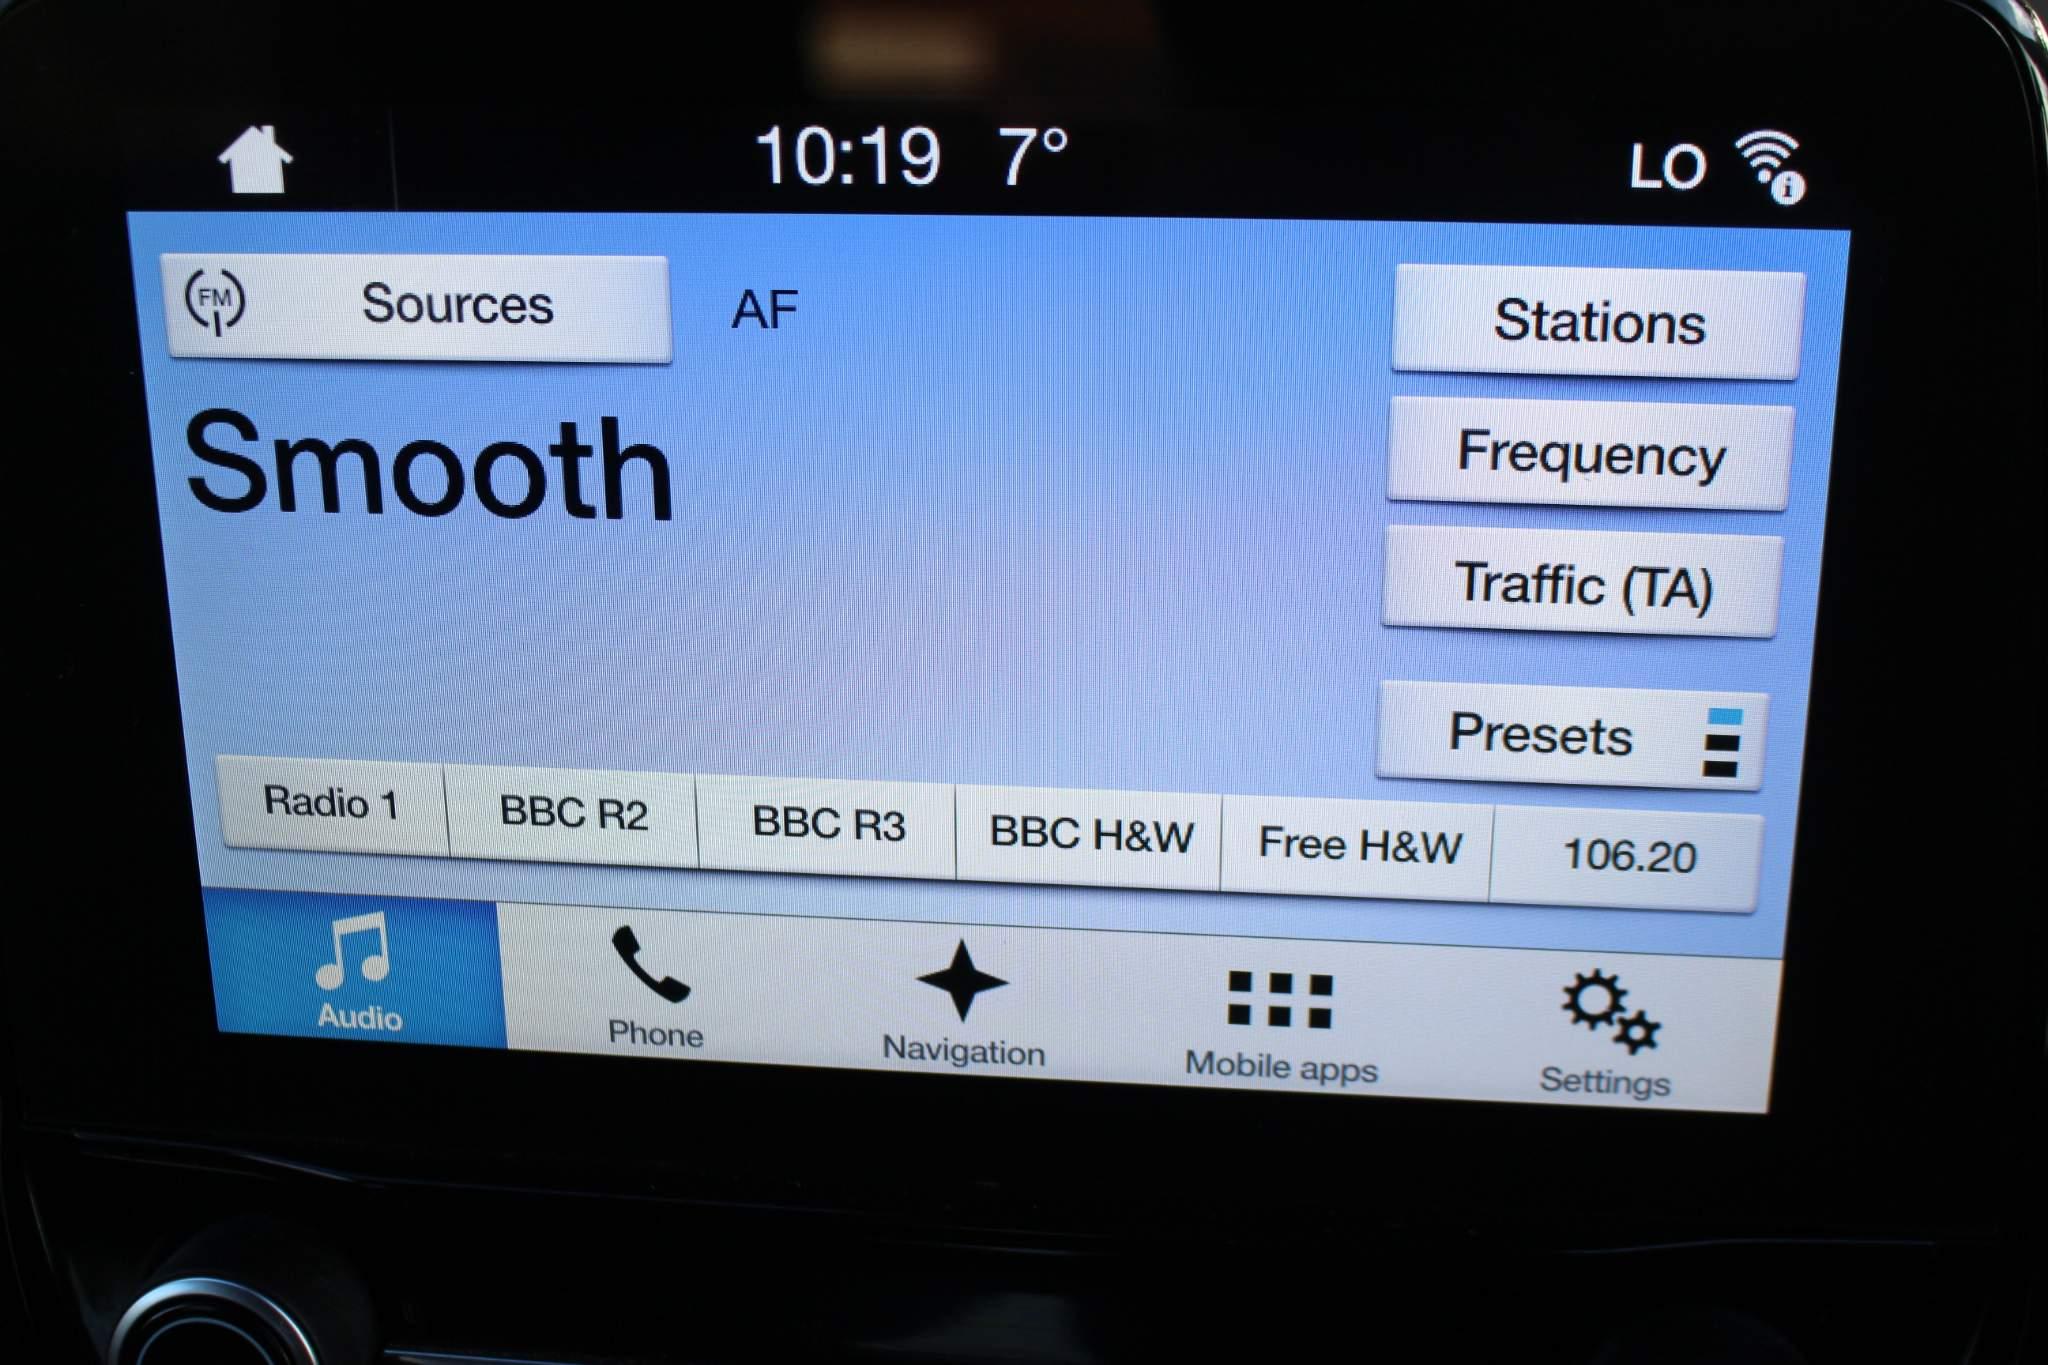 10:19 7° LO
FM Sources AF Stations
Smooth
Frequency
Traffic (TA)
Presets
Radio 1 BBC R2 BBC R3 BBC H&W Free H&W 106.20
Audio Phone Navigation Mobile apps Settings